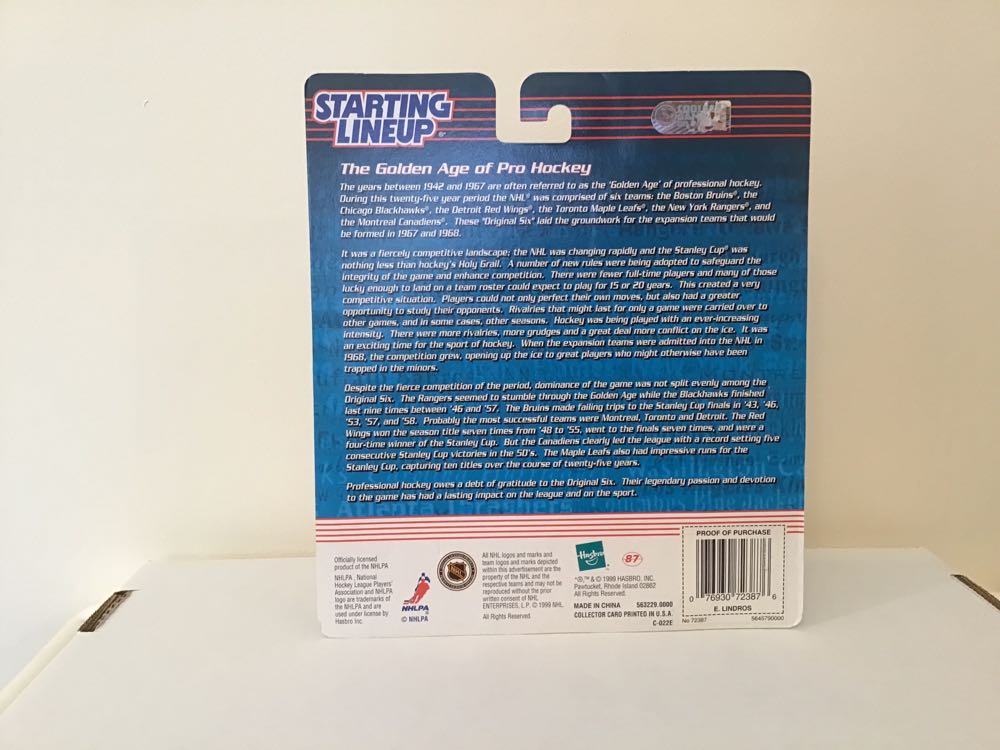 STARTING
LINEUP
The Golden Age of Pro Hockey
The years between 1942 and 1967 are often referred to as the 'Golden Age' of professional hockey.
During this twenty-five year period the NHL® was comprised of six teams: the Boston Bruins®, the
Chicago Blackhawks®, the Detroit Red Wings®, the Toronto Maple Leafs®, the New York Rangers®, and
the Montreal Canadiens®. These "Original Six" laid the groundwork for the expansion teams that would
be formed in 1967 and 1968.
It was a fiercely competitive landscape; the NHL was changing rapidly and the Stanley Cup® was
nothing less than hockey's Holy Grail. A number of new rules were being adopted to safeguard the
integrity of the game and enhance competition. There were fewer full-time players and many of those
lucky enough to land on a team roster could expect to play for 15 or 20 years. This created a very
competitive situation. Players could not only perfect their own moves, but also had a greater
opportunity to study their opponents. Rivalries that might last for only a game were carried over to
other games, and in some cases, other seasons. Hockey was being played with an ever-increasing
intensity. There were more rivalries, more grudges and a great deal more conflict on the ice. It was
an exciting time for the sport of hockey. When the expansion teams were admitted into the NHL in
1968, the competition grew, opening up the ice to great players who might otherwise have been
trapped in the minors.
Despite the fierce competition of the period, dominance of the game was not split evenly among the
Original Six. The Rangers seemed to stumble through the Golden Age while the Blackhawks finished
last nine times between '46 and '57. The Bruins made failing trips to the Stanley Cup finals in '43, '46,
'53, '57, and '58. Probably the most successful teams were Montreal, Toronto and Detroit. The Red
Wings won the season title seven times from '48 to '55, went to the finals seven times, and were a
four-time winner of the Stanley Cup. But the Canadiens clearly led the league with a record setting five
consecutive Stanley Cup victories in the 50's. The Maple Leafs also had impressive runs for the
Stanley Cup, capturing ten titles over the course of twenty-five years.
Professional hockey owes a debt of gratitude to the Original Six. Their legendary passion and devotion
to the game has had a lasting impact on the league and on the sport.
Atlanta Thrashers
Officially licensed
product of the NHLPA
NHLPA, National
Hockey League Players'
Association and NHLPA
logo are trademarks of
the NHLPA and are
used under license by
Hasbro Inc.
NHLPA
© NHLPA
NHL
All NHL logos and marks and
team logos and marks depicted
within this advertisement are the
property of the NHL and the
respective teams and may not be
reproduced without the prior
written consent of NHL
ENTERPRISES, L.P. © 1999 NHL.
All Rights Reserved.
Hasbro
87
*®,™ & © 1999 HASBRO, INC.
Pawtucket, Rhode Island 02862
All Rights Reserved.
MADE IN CHINA 563229.0000
COLLECTOR CARD PRINTED IN U.S.A.
C-022E
PROOF OF PURCHASE
0 76930 72387 6
E. LINDROS
No 72387
5645790000